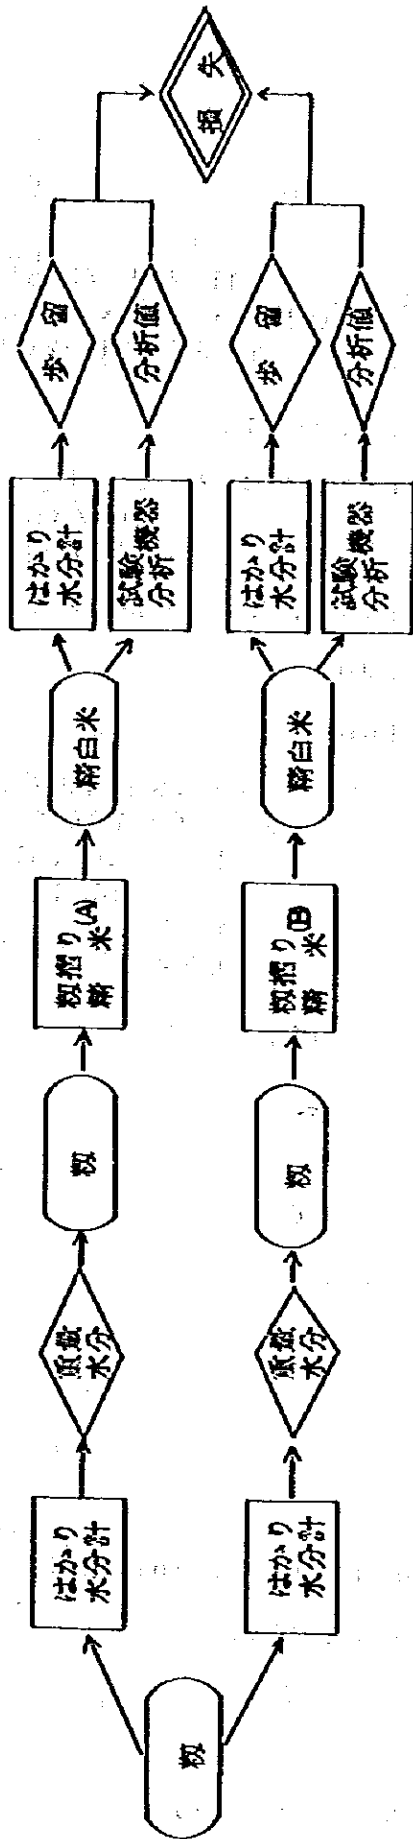 籾
はかり
水分計
重量
水分
籾
籾摺り(A)
精米
精白米
はかり
水分計
試験機器
分析
歩留
分析値
はかり
水分計
重量
水分
籾
籾摺り(B)
精米
精白米
はかり
水分計
試験機器
分析
歩留
分析値
損失